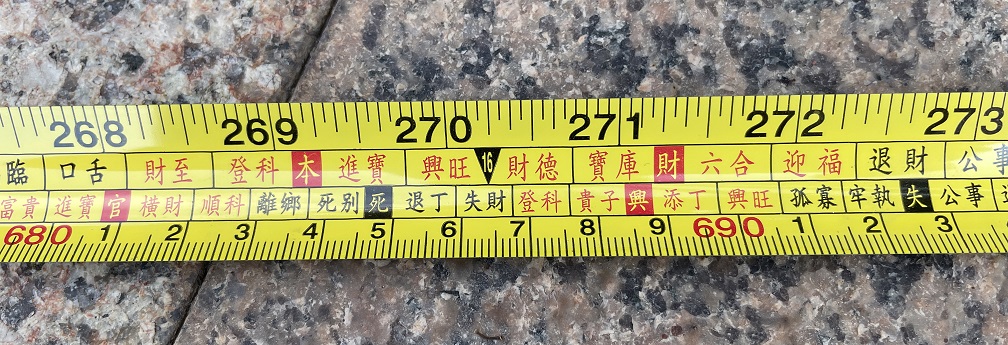 268 269 270 271 272 273
臨 口舌 財至 登科 本 進寶 興旺 16 財德 寶庫 財 六合 迎福 退財 公事
富貴 進寶 官 橫財 順科 離鄉 死別 死 退丁 失財 登科 貴子 興 添丁 興旺 孤寡 牢執 失 公事
680 1 2 3 4 5 6 7 8 9 690 1 2 3